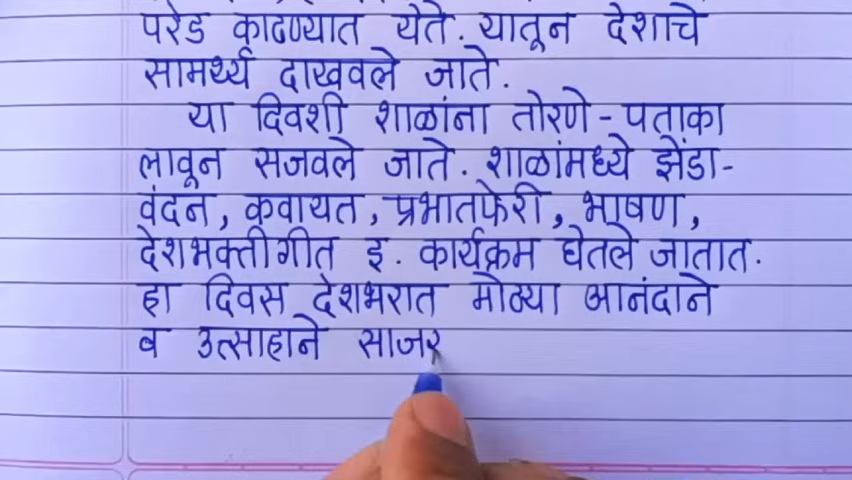 परेड काढण्यात येते. यातून देशाचे
सामर्थ्य दाखवले जाते.
या दिवशी शाळांना तोरणे - पताका
लावून सजवले जाते. शाळांमध्ये झेंडा-
वंदन, कवायत, प्रभातफेरी, भाषण,
देशभक्तीगीत इ. कार्यक्रम घेतले जातात.
हा दिवस देशभरात मोठ्या आनंदाने
व उत्साहाने साजर